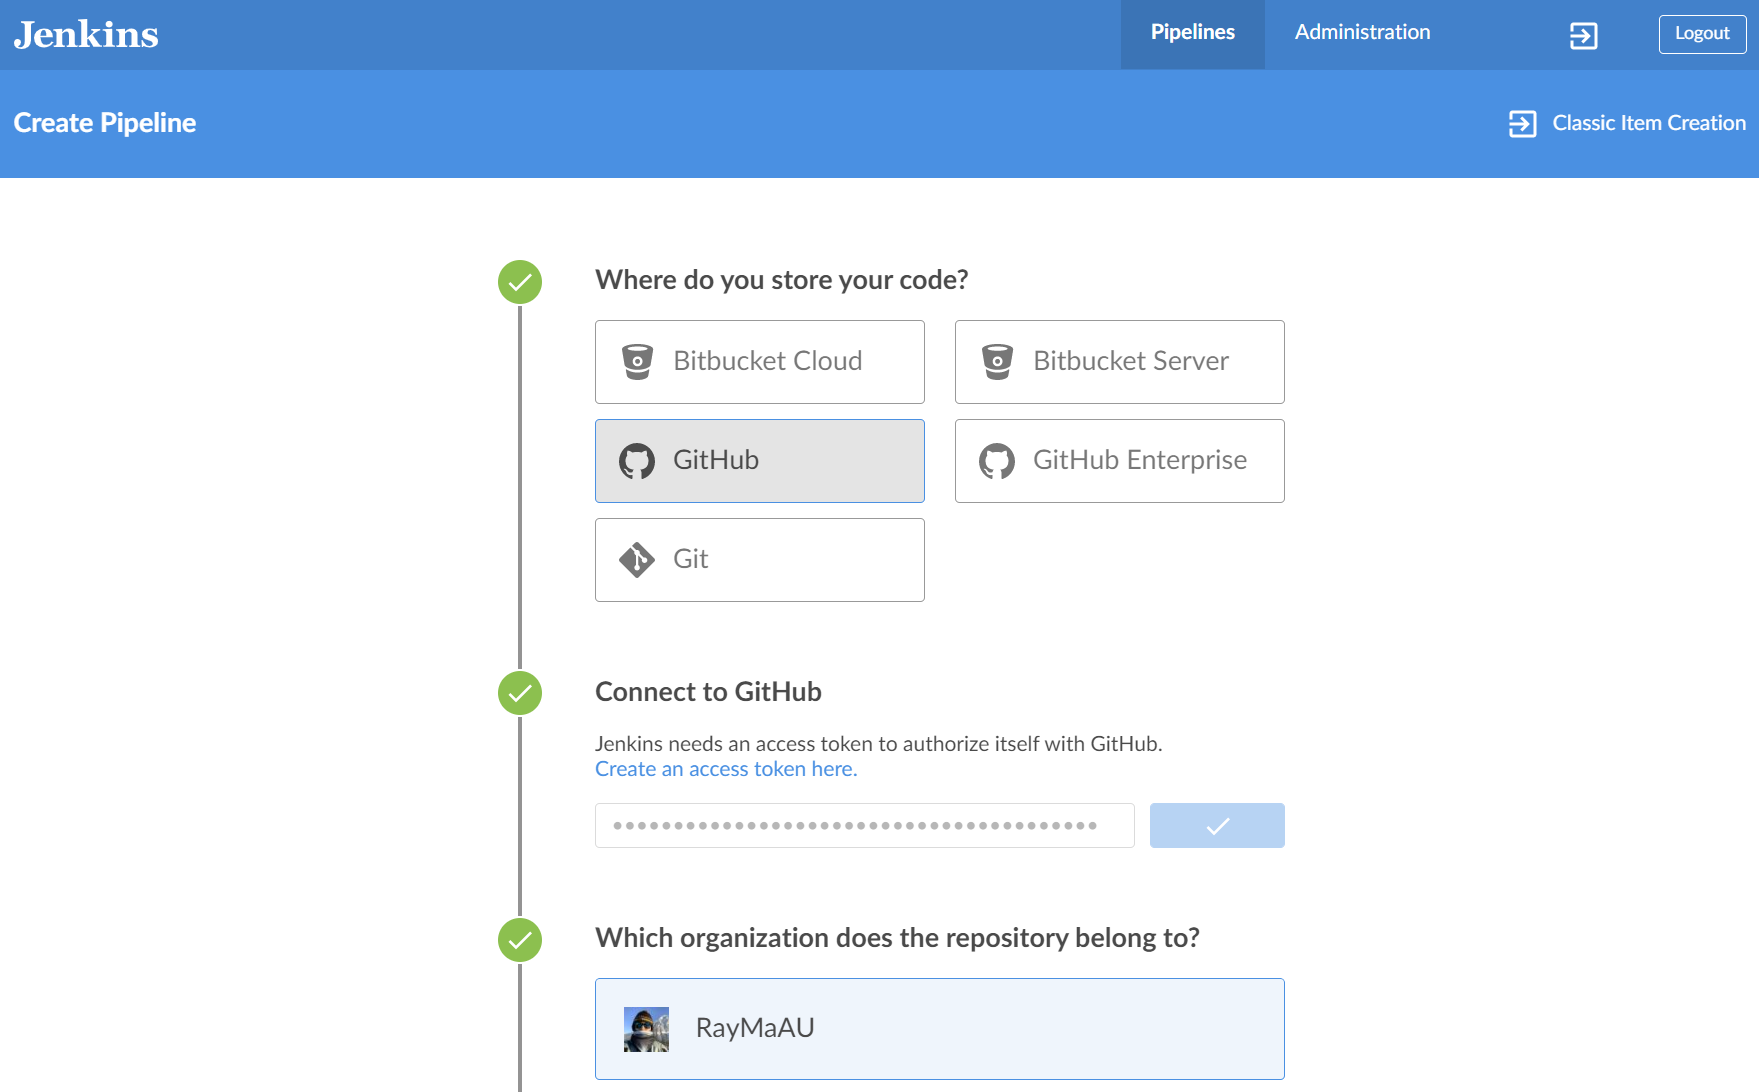 Jenkins
Pipelines
Administration
Logout
Create Pipeline
Classic Item Creation
Where do you store your code?
Bitbucket Cloud
Bitbucket Server
GitHub
GitHub Enterprise
Git
Connect to GitHub
Jenkins needs an access token to authorize itself with GitHub.
Create an access token here.
Which organization does the repository belong to?
RayMaAU